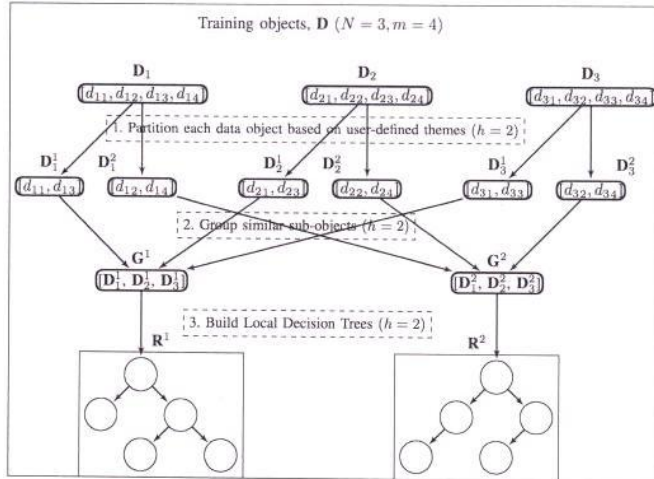 Training objects, D (N = 3, m = 4)
D₁ D₂ D₃
[d₁₁, d₁₂, d₁₃, d₁₄] [d₂₁, d₂₂, d₂₃, d₂₄] [d₃₁, d₃₂, d₃₃, d₃₄]
1. Partition each data object based on user-defined themes (h = 2)
D₁¹ D₁² D₂¹ D₂² D₃¹ D₃²
[d₁₁, d₁₃] [d₁₂, d₁₄] [d₂₁, d₂₃] [d₂₂, d₂₄] [d₃₁, d₃₃] [d₃₂, d₃₄]
2. Group similar sub-objects (h = 2)
G¹ G²
[D₁¹, D₂¹, D₃¹] [D₁², D₂², D₃²]
3. Build Local Decision Trees (h = 2)
R¹ R²